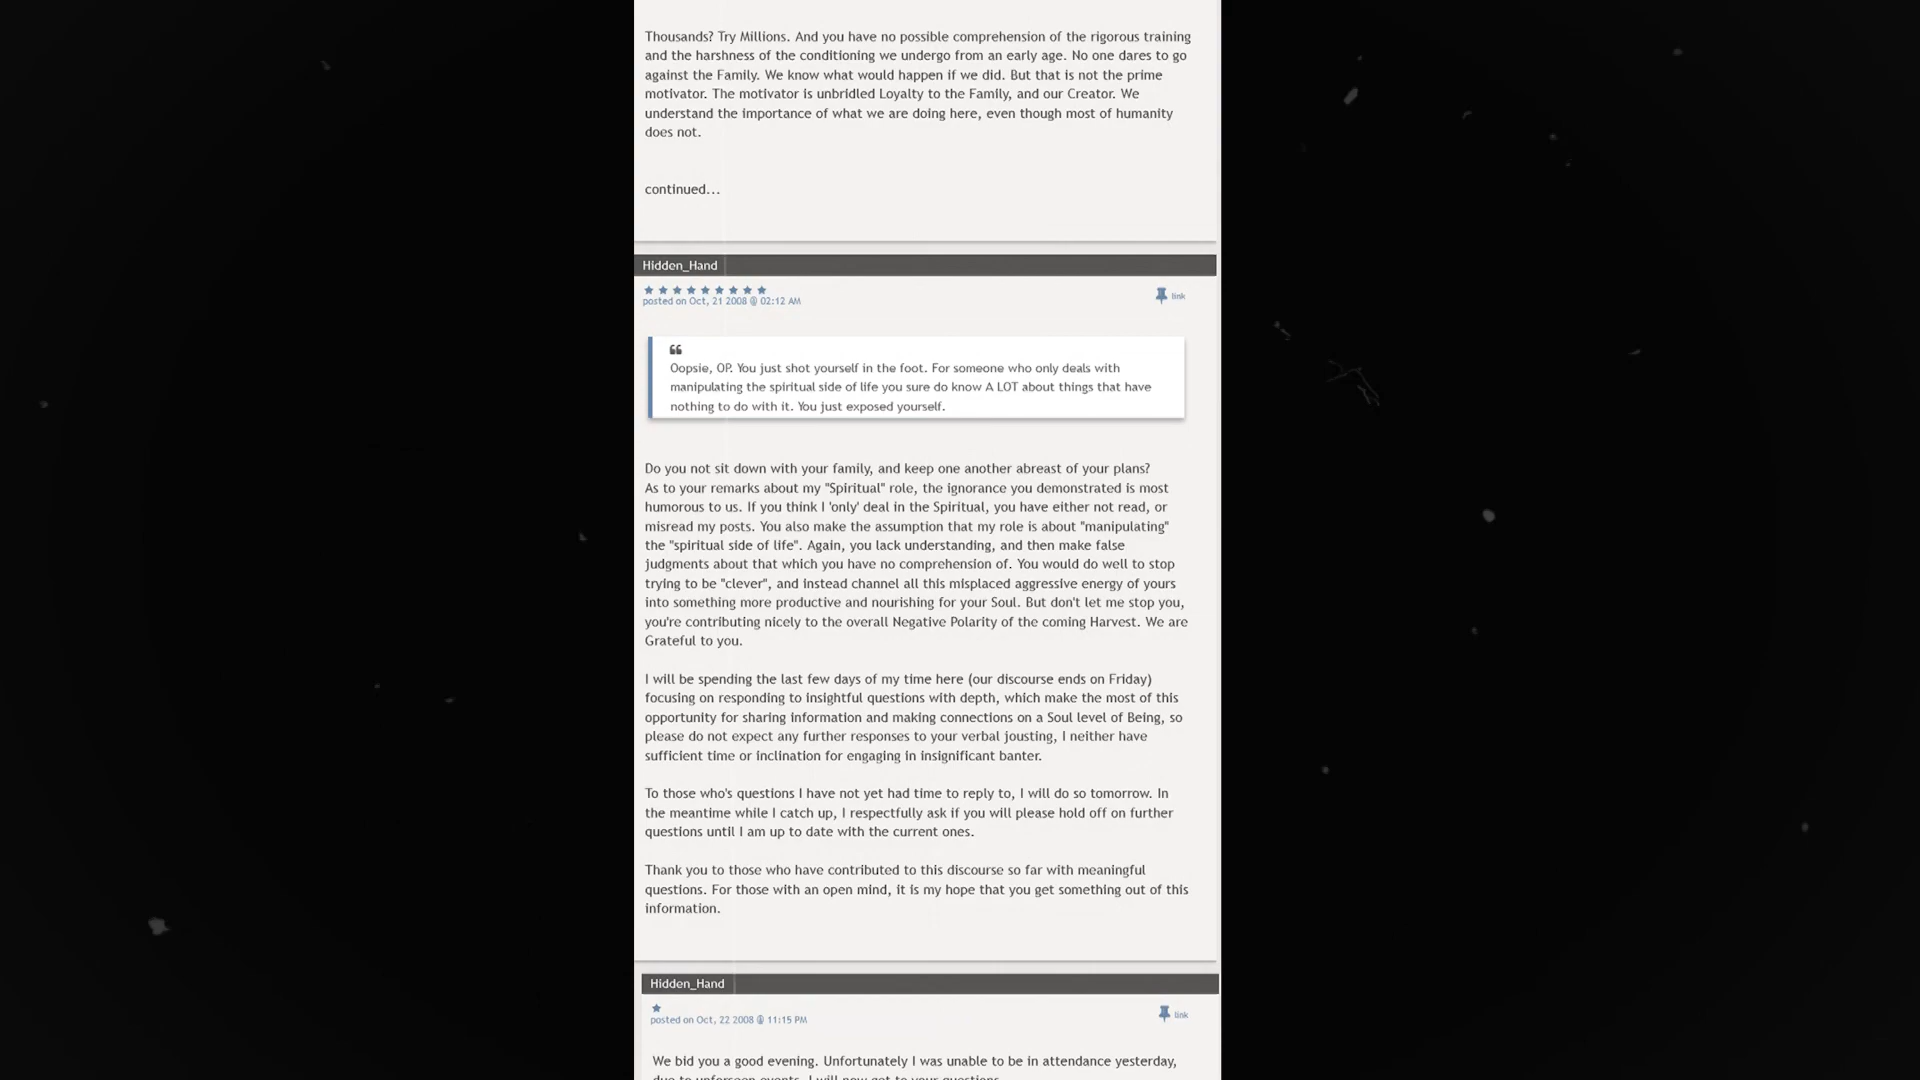 Thousands? Try Millions. And you have no possible comprehension of the rigorous training
and the harshness of the conditioning we undergo from an early age. No one dares to go
against the Family. We know what would happen if we did. But that is not the prime
motivator. The motivator is unbridled Loyalty to the Family, and our Creator. We
understand the importance of what we are doing here, even though most of humanity
does not.
continued...
Hidden_Hand
posted on Oct, 21 2008 @ 02:12 AM
link
Oopsie, OP. You just shot yourself in the foot. For someone who only deals with
manipulating the spiritual side of life you sure do know A LOT about things that have
nothing to do with it. You just exposed yourself.
Do you not sit down with your family, and keep one another abreast of your plans?
As to your remarks about my "Spiritual" role, the ignorance you demonstrated is most
humorous to us. If you think I 'only' deal in the Spiritual, you have either not read, or
misread my posts. You also make the assumption that my role is about "manipulating"
the "spiritual side of life". Again, you lack understanding, and then make false
judgments about that which you have no comprehension of. You would do well to stop
trying to be "clever", and instead channel all this misplaced aggressive energy of yours
into something more productive and nourishing for your Soul. But don't let me stop you,
you're contributing nicely to the overall Negative Polarity of the coming Harvest. We are
Grateful to you.
I will be spending the last few days of my time here (our discourse ends on Friday)
focusing on responding to insightful questions with depth, which make the most of this
opportunity for sharing information and making connections on a Soul level of Being, so
please do not expect any further responses to your verbal jousting, I neither have
sufficient time or inclination for engaging in insignificant banter.
To those who's questions I have not yet had time to reply to, I will do so tomorrow. In
the meantime while I catch up, I respectfully ask if you will please hold off on further
questions until I am up to date with the current ones.
Thank you to those who have contributed to this discourse so far with meaningful
questions. For those with an open mind, it is my hope that you get something out of this
information.
Hidden_Hand
posted on Oct, 22 2008 @ 11:15 PM
link
We bid you a good evening. Unfortunately I was unable to be in attendance yesterday,
due to unforseen events. I will now get to your questions.